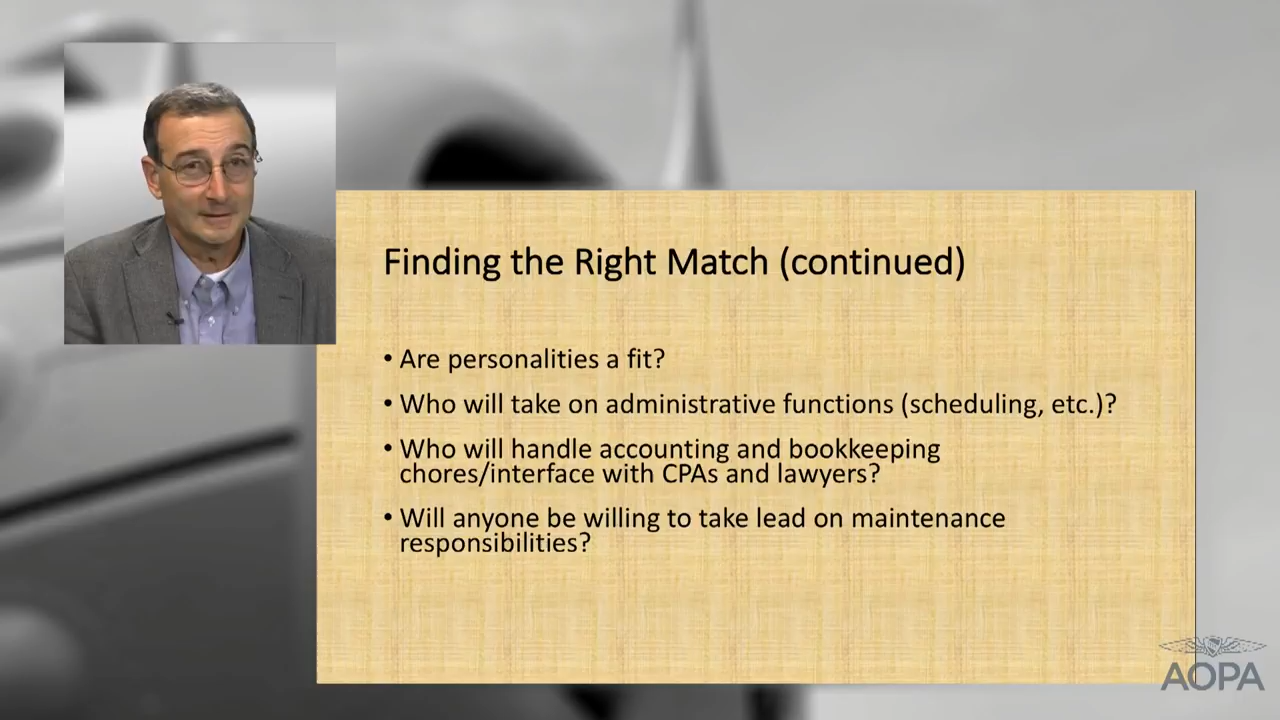 Finding the Right Match (continued)
• Are personalities a fit?
• Who will take on administrative functions (scheduling, etc.)?
• Who will handle accounting and bookkeeping
chores/interface with CPAs and lawyers?
• Will anyone be willing to take lead on maintenance
responsibilities?
AOPA